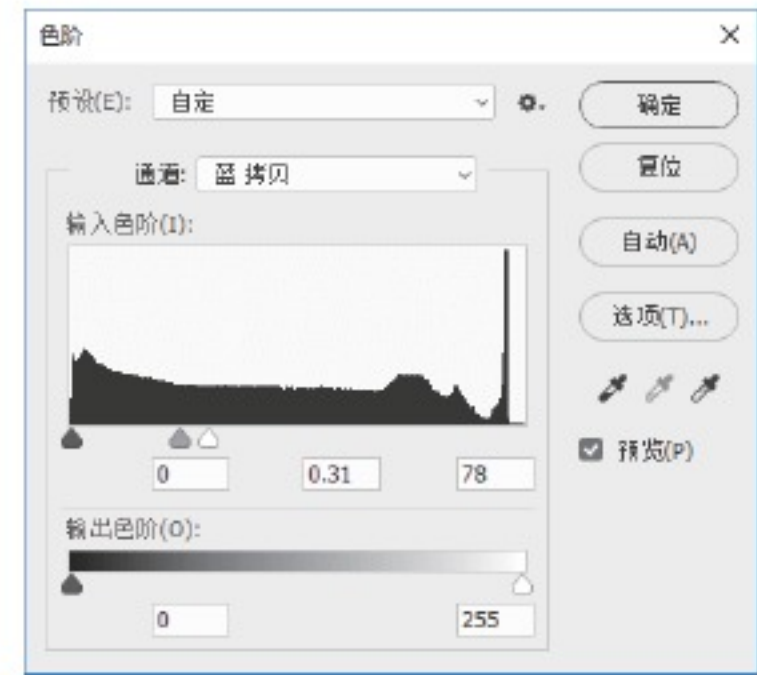 色阶
预设(E): 自定
确定
通道: 蓝 拷贝
复位
输入色阶(I):
自动(A)
选项(T)...
0 0.31 78
预览(P)
输出色阶(O):
0 255